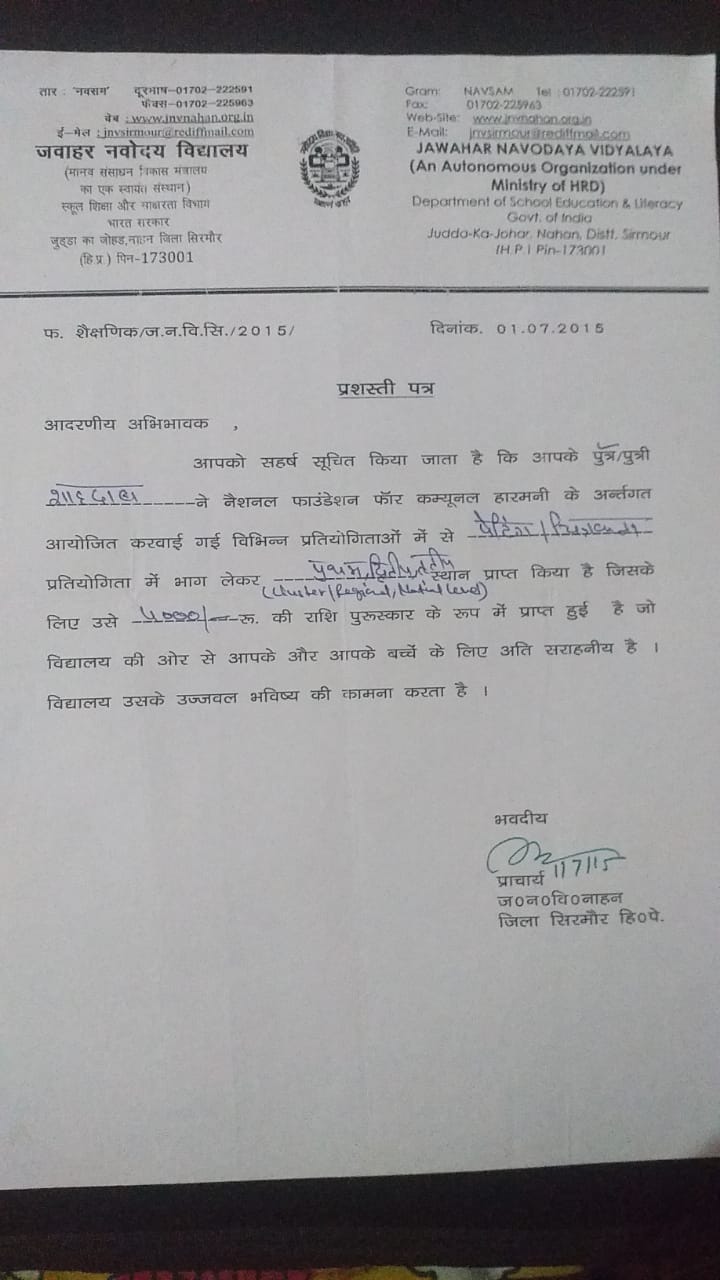 तार : 'नवसम' दूरभाष-01702-222591
फैक्स-01702-225963
वेब : www.jnvnahan.org.in
ई-मेल : jnvsirmour@rediffmail.com
जवाहर नवोदय विद्यालय
(मानव संसाधन विकास मंत्रालय
का एक स्वायत्त संस्थान)
स्कूल शिक्षा और साक्षरता विभाग
भारत सरकार
जुड्डा का जोहड,नाहन जिला सिरमौर
(हि.प्र.) पिन-173001
Gram: NAVSAM Tel : 01702-222591
Fax: 01702-225963
Web-Site: www.jnvnahan.org.in
E-Mail: jnvsirmour@rediffmail.com
JAWAHAR NAVODAYA VIDYALAYA
(An Autonomous Organization under
Ministry of HRD)
Department of School Education & Literacy
Govt. of India
Judda-Ka-Johar, Nahan, Distt. Sirmour
(H.P.) Pin-173001
फ. शैक्षणिक/ज.न.वि.सि./2015/ दिनांक. 01.07.2015
प्रशस्ती पत्र
आदरणीय अभिभावक ,
आपको सहर्ष सूचित किया जाता है कि आपके पुत्र/पुत्री
ने नैशनल फाउंडेशन फॉर कम्यूनल हारमनी के अर्न्तगत
आयोजित करवाई गई विभिन्न प्रतियोगिताओं में से पेंटिंग/
प्रतियोगिता में भाग लेकर प्रथम,द्वितीय,तृतीय स्थान प्राप्त किया है जिसके
(Cluster/Regional, National level)
लिए उसे 5000/- रू. की राशि पुरूस्कार के रूप में प्राप्त हुई है जो
विद्यालय की ओर से आपके और आपके बच्चें के लिए अति सराहनीय है ।
विद्यालय उसके उज्जवल भविष्य की कामना करता है ।
भवदीय
1/7/15
प्राचार्य
ज0न0वि0नाहन
जिला सिरमौर हि0पे.